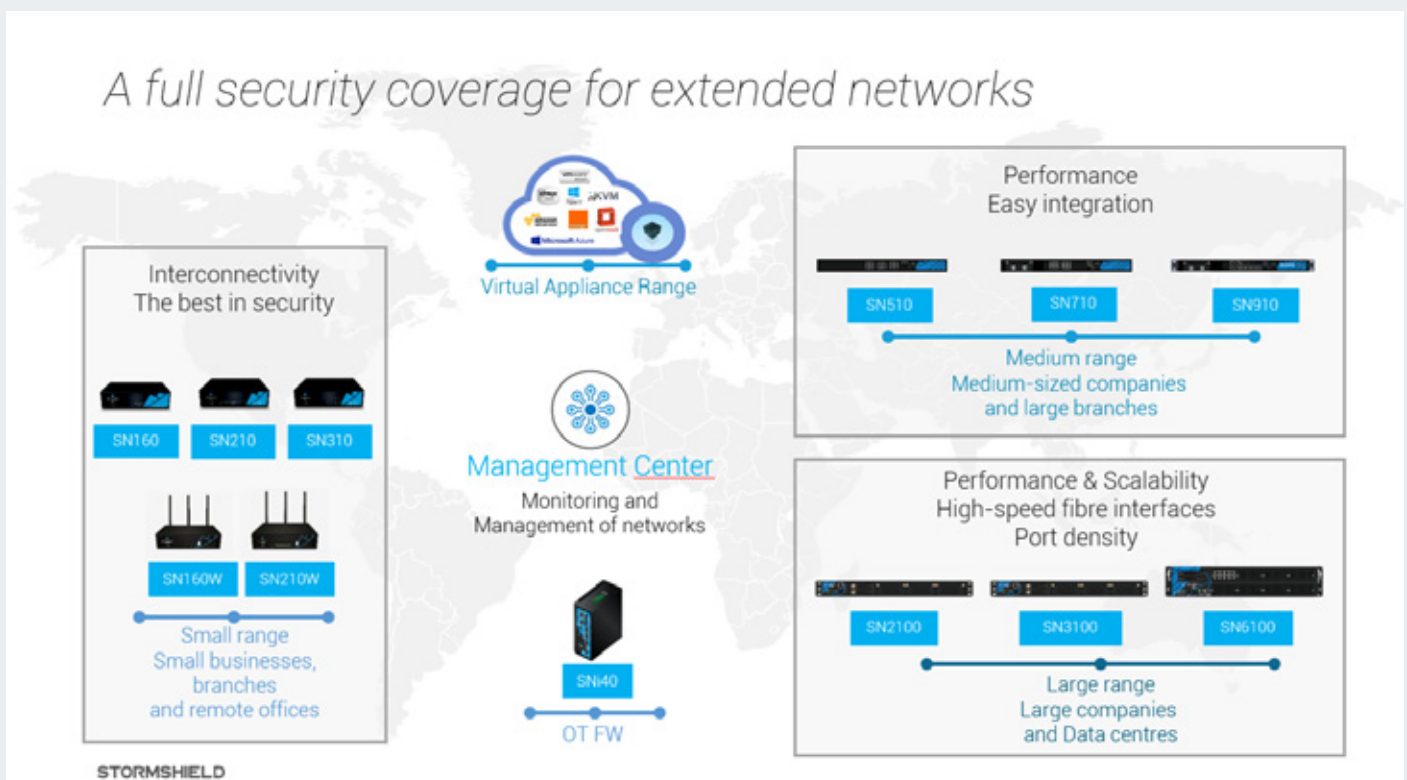 A full security coverage for extended networks
Interconnectivity
The best in security
SN160
SN210
SN310
SN160W
SN210W
Small range
Small businesses,
branches
and remote offices
vmware
CITRIX
KVM
amazon
Microsoft Azure
Virtual Appliance Range
Management Center
Monitoring and
Management of networks
SNi40
OT FW
Performance
Easy integration
SN510
SN710
SN910
Medium range
Medium-sized companies
and large branches
Performance & Scalability
High-speed fibre interfaces
Port density
SN2100
SN3100
SN6100
Large range
Large companies
and Data centres
STORMSHIELD